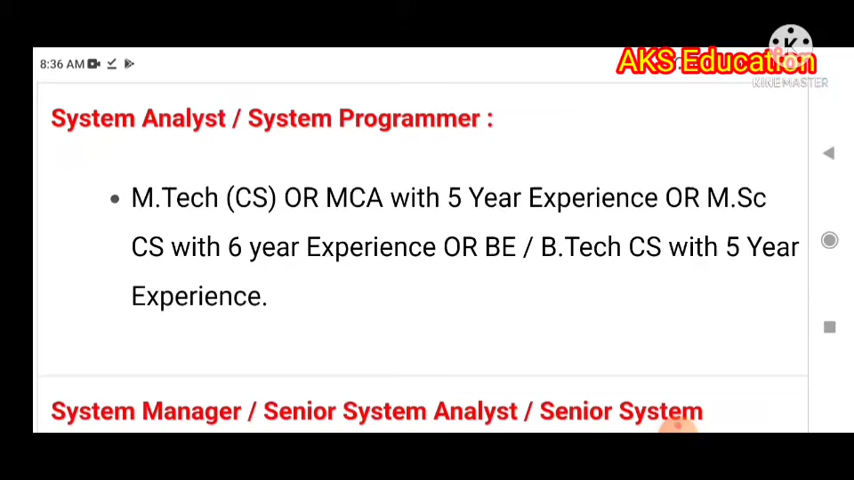 8:36 AM
AKS Education
KINEMASTER
System Analyst / System Programmer :
M.Tech (CS) OR MCA with 5 Year Experience OR M.Sc
CS with 6 year Experience OR BE / B.Tech CS with 5 Year
Experience.
System Manager / Senior System Analyst / Senior System